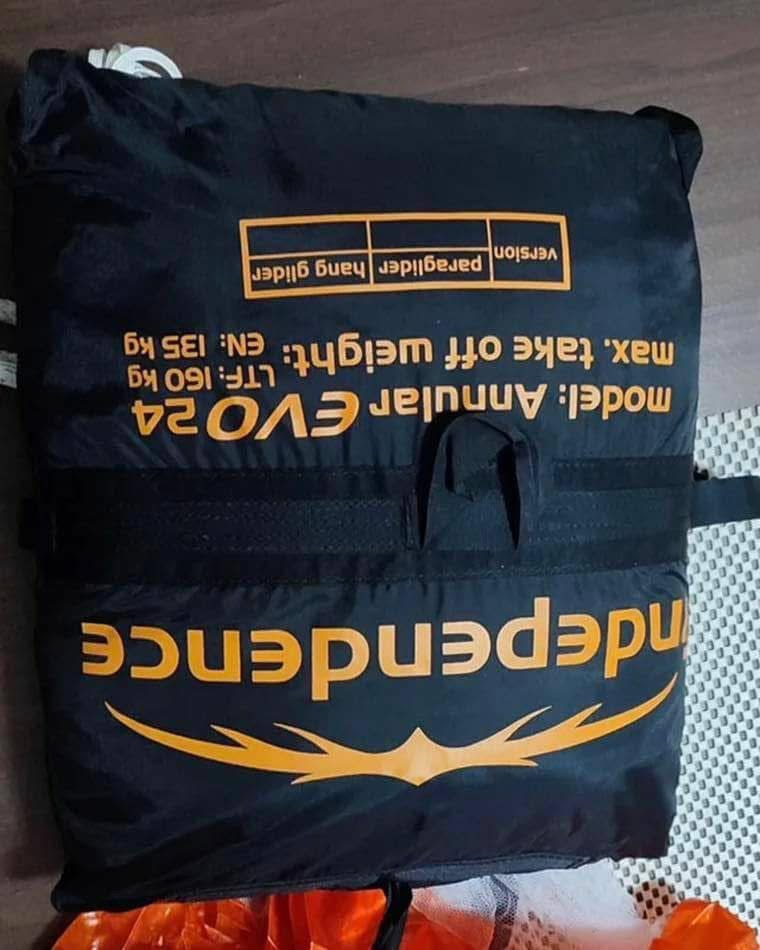 independence
model: Annular EVO24
max. take off weight: LTF: 160 kg
EN: 135 kg
version paraglider hang glider